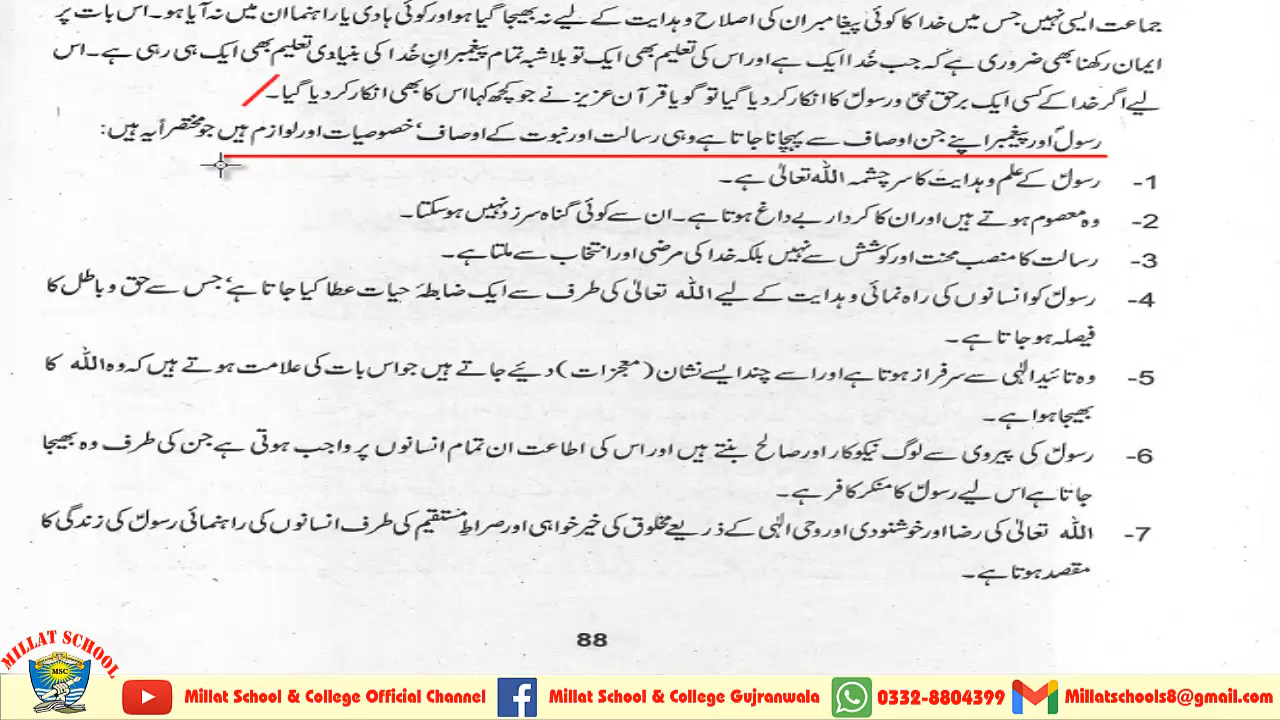 جماعت ایسی نہیں جس میں خدا کا کوئی پیغامبر ان کی اصلاح و ہدایت کے لیے نہ بھیجا گیا ہو اور کوئی ہادی یا راہنما ان میں نہ آیا ہو۔ اس بات پر
ایمان رکھنا بھی ضروری ہے کہ جب خُدا ایک ہے اور اس کی تعلیم بھی ایک تو بلاشبہ تمام پیغمبرانِ خُدا کی بنیادی تعلیم بھی ایک ہی رہی ہے۔ اس
لیے اگر خدا کے کسی ایک برحق نبیؑ و رسولؑ کا انکار کر دیا گیا تو گویا قرآن عزیز نے جو کچھ کہا اس کا بھی انکار کر دیا گیا۔
رسولؑ اور پیغمبر اپنے جن اوصاف سے پہچانا جاتا ہے وہی رسالت اور نبوت کے اوصاف، خصوصیات اور لوازم ہیں جو مختصراً یہ ہیں:
1- رسولؑ کے علم و ہدایت کا سرچشمہ اللہ تعالیٰ ہے۔
2- وہ معصوم ہوتے ہیں اور ان کا کردار بے داغ ہوتا ہے۔ ان سے کوئی گناہ سرزد نہیں ہو سکتا۔
3- رسالت کا منصب محنت اور کوشش سے نہیں بلکہ خدا کی مرضی اور انتخاب سے ملتا ہے۔
4- رسولؑ کو انسانوں کی راہ نمائی و ہدایت کے لیے اللہ تعالیٰ کی طرف سے ایک ضابطۂ حیات عطا کیا جاتا ہے، جس سے حق و باطل کا
فیصلہ ہو جاتا ہے۔
5- وہ تائیدِ الٰہی سے سرفراز ہوتا ہے اور اسے چند ایسے نشان (معجزات) دیئے جاتے ہیں جو اس بات کی علامت ہوتے ہیں کہ وہ اللہ کا
بھیجا ہوا ہے۔
6- رسولؑ کی پیروی سے لوگ نیکوکار اور صالح بنتے ہیں اور اس کی اطاعت ان تمام انسانوں پر واجب ہوتی ہے جن کی طرف وہ بھیجا
جاتا ہے اس لیے رسولؑ کا منکر کافر ہے۔
7- اللہ تعالیٰ کی رضا اور خوشنودی اور وحی الٰہی کے ذریعے مخلوق کی خیر خواہی اور صراطِ مستقیم کی طرف انسانوں کی راہنمائی رسولؑ کی زندگی کا
مقصد ہوتا ہے۔
88
MILLAT SCHOOL
MSC
Millat School & College Official Channel
Millat School & College Gujranwala
0332-8804399
Millatschools8@gmail.com